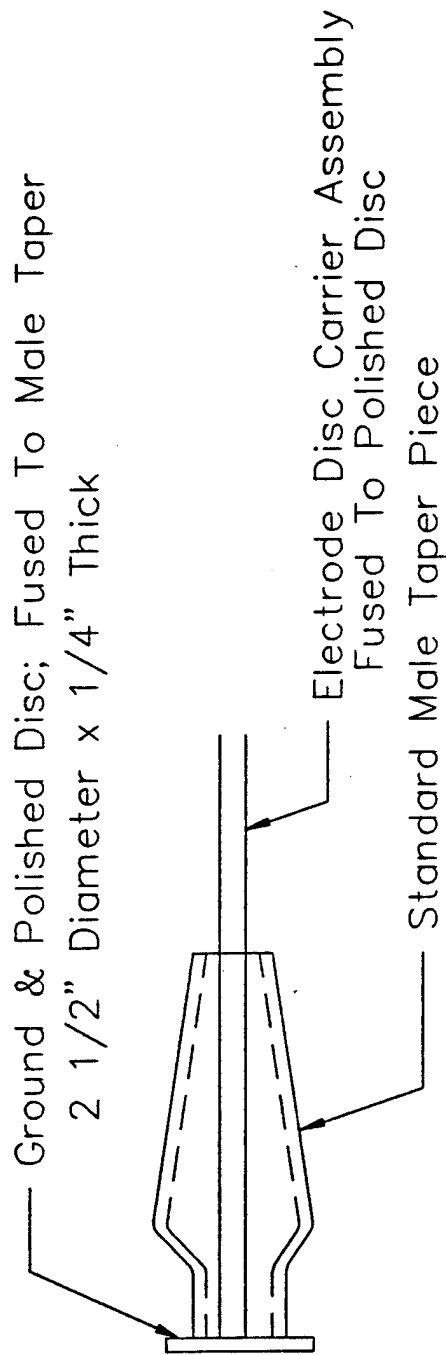 Ground & Polished Disc; Fused To Male Taper
2 1/2" Diameter x 1/4" Thick
Electrode Disc Carrier Assembly
Fused To Polished Disc
Standard Male Taper Piece